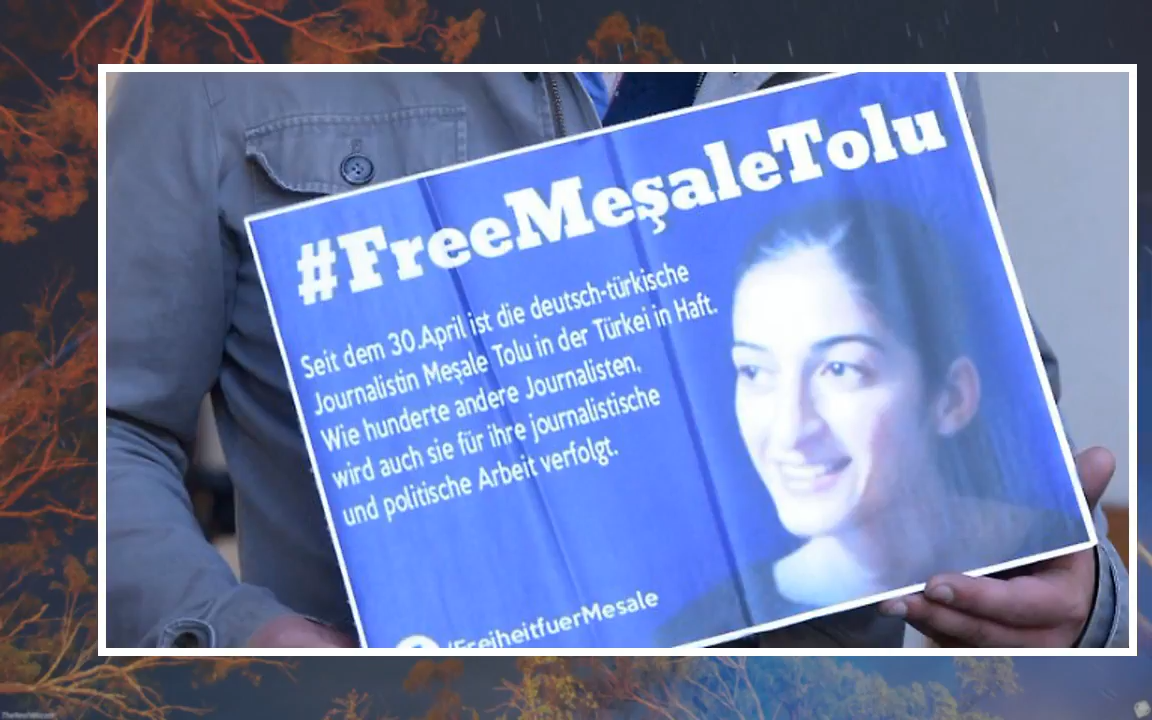 #FreeMeşaleTolu
Seit dem 30.April ist die deutsch-türkische
Journalistin Meşale Tolu in der Türkei in Haft.
Wie hunderte andere Journalisten,
wird auch sie für ihre journalistische
und politische Arbeit verfolgt.
/FreiheitfuerMesale